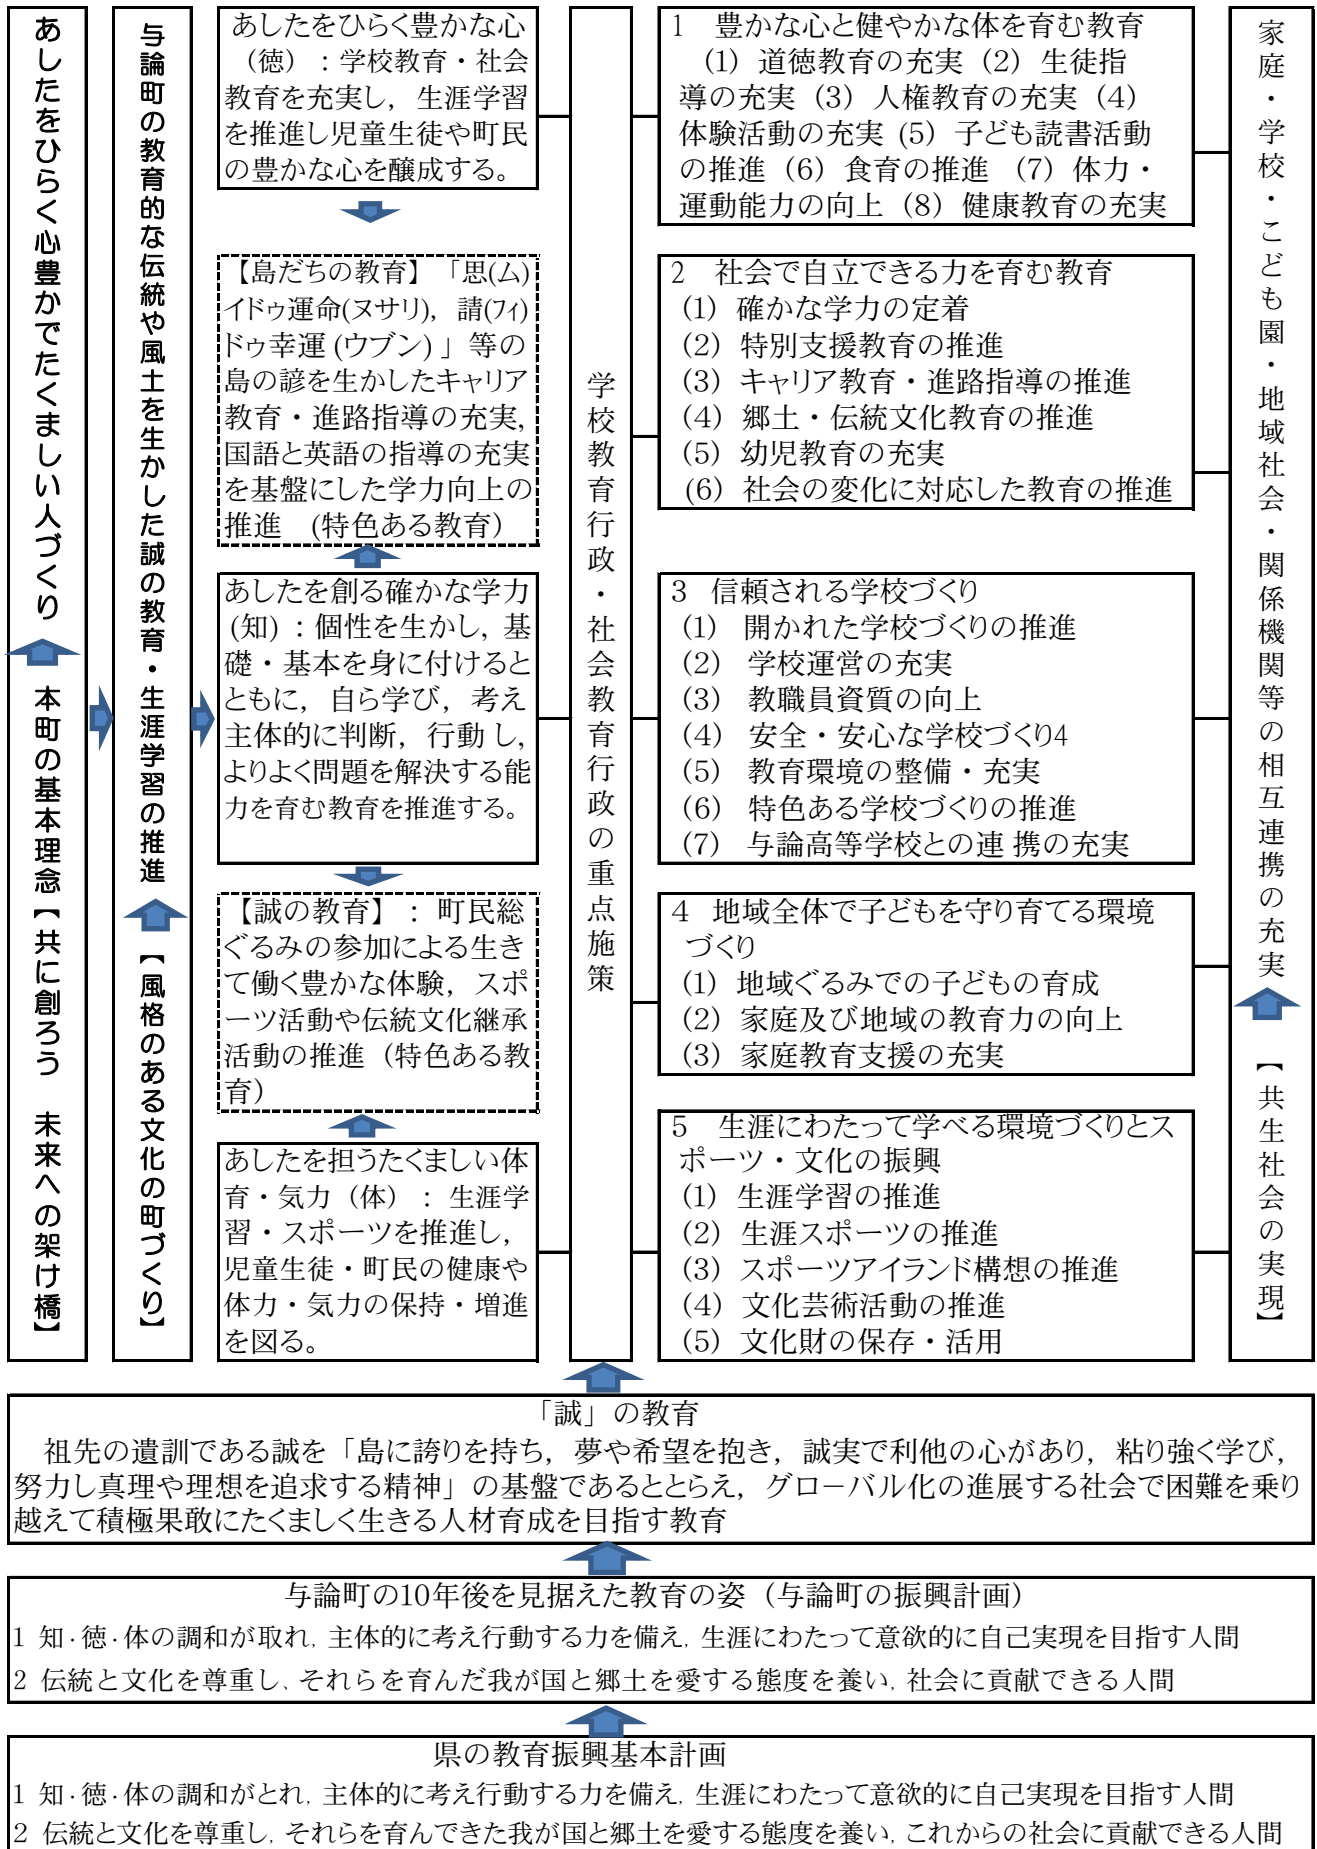 あしたをひらく心豊かでたくましい人づくり
本町の基本理念【共に創ろう　未来への架け橋】
与論町の教育的な伝統や風土を生かした誠の教育・生涯学習の推進
【風格のある文化の町づくり】
あしたをひらく豊かな心
（徳）：学校教育・社会
教育を充実し，生涯学習
を推進し児童生徒や町民
の豊かな心を醸成する。
【島だちの教育】「思(ム)
イドゥ運命(ヌサリ)，請(フィ)
ドゥ幸運(ウブン)」等の
島の諺を生かしたキャリア
教育・進路指導の充実，
国語と英語の指導の充実
を基盤にした学力向上の
推進　(特色ある教育）
あしたを創る確かな学力
(知)：個性を生かし，基
礎・基本を身に付けると
ともに，自ら学び，考え
主体的に判断，行動し，
よりよく問題を解決する能
力を育む教育を推進する。
【誠の教育】：町民総
ぐるみの参加による生き
て働く豊かな体験，スポ
ーツ活動や伝統文化継承
活動の推進（特色ある教
育）
あしたを担うたくましい体
育・気力（体）：生涯学
習・スポーツを推進し，
児童生徒・町民の健康や
体力・気力の保持・増進
を図る。
学校教育行政・社会教育行政の重点施策
1　豊かな心と健やかな体を育む教育
（1）道徳教育の充実（2）生徒指
導の充実（3）人権教育の充実（4）
体験活動の充実 (5）子ども読書活動
の推進（6）食育の推進　（7）体力・
運動能力の向上（8）健康教育の充実
2　社会で自立できる力を育む教育
（1）確かな学力の定着
（2）特別支援教育の推進
（3）キャリア教育・進路指導の推進
（4）郷土・伝統文化教育の推進
（5）幼児教育の充実
(6）社会の変化に対応した教育の推進
3　信頼される学校づくり
（1）　開かれた学校づくりの推進
（2）　学校運営の充実
（3）　教職員資質の向上
（4）　安全・安心な学校づくり4
（5）　教育環境の整備・充実
（6）　特色ある学校づくりの推進
（7）　与論高等学校との連 携の充実
4　地域全体で子どもを守り育てる環境
づくり
（1）地域ぐるみでの子どもの育成
（2）家庭及び地域の教育力の向上
（3）家庭教育支援の充実
5　生涯にわたって学べる環境づくりとス
ポーツ・文化の振興
（1）生涯学習の推進
（2）生涯スポーツの推進
（3）スポーツアイランド構想の推進
（4）文化芸術活動の推進
（5）文化財の保存・活用
家庭・学校・こども園・地域社会・関係機関等の相互連携の充実
【共生社会の実現】
「誠」の教育
祖先の遺訓である誠を「島に誇りを持ち，夢や希望を抱き，誠実で利他の心があり，粘り強く学び，
努力し真理や理想を追求する精神」の基盤であるととらえ，グローバル化の進展する社会で困難を乗り
越えて積極果敢にたくましく生きる人材育成を目指す教育
与論町の10年後を見据えた教育の姿（与論町の振興計画）
1 知・徳・体の調和が取れ，主体的に考え行動する力を備え，生涯にわたって意欲的に自己実現を目指す人間
2 伝統と文化を尊重し，それらを育んだ我が国と郷土を愛する態度を養い，社会に貢献できる人間
県の教育振興基本計画
1 知・徳・体の調和がとれ，主体的に考え行動する力を備え，生涯にわたって意欲的に自己実現を目指す人間
2 伝統と文化を尊重し，それらを育んできた我が国と郷土を愛する態度を養い，これからの社会に貢献できる人間